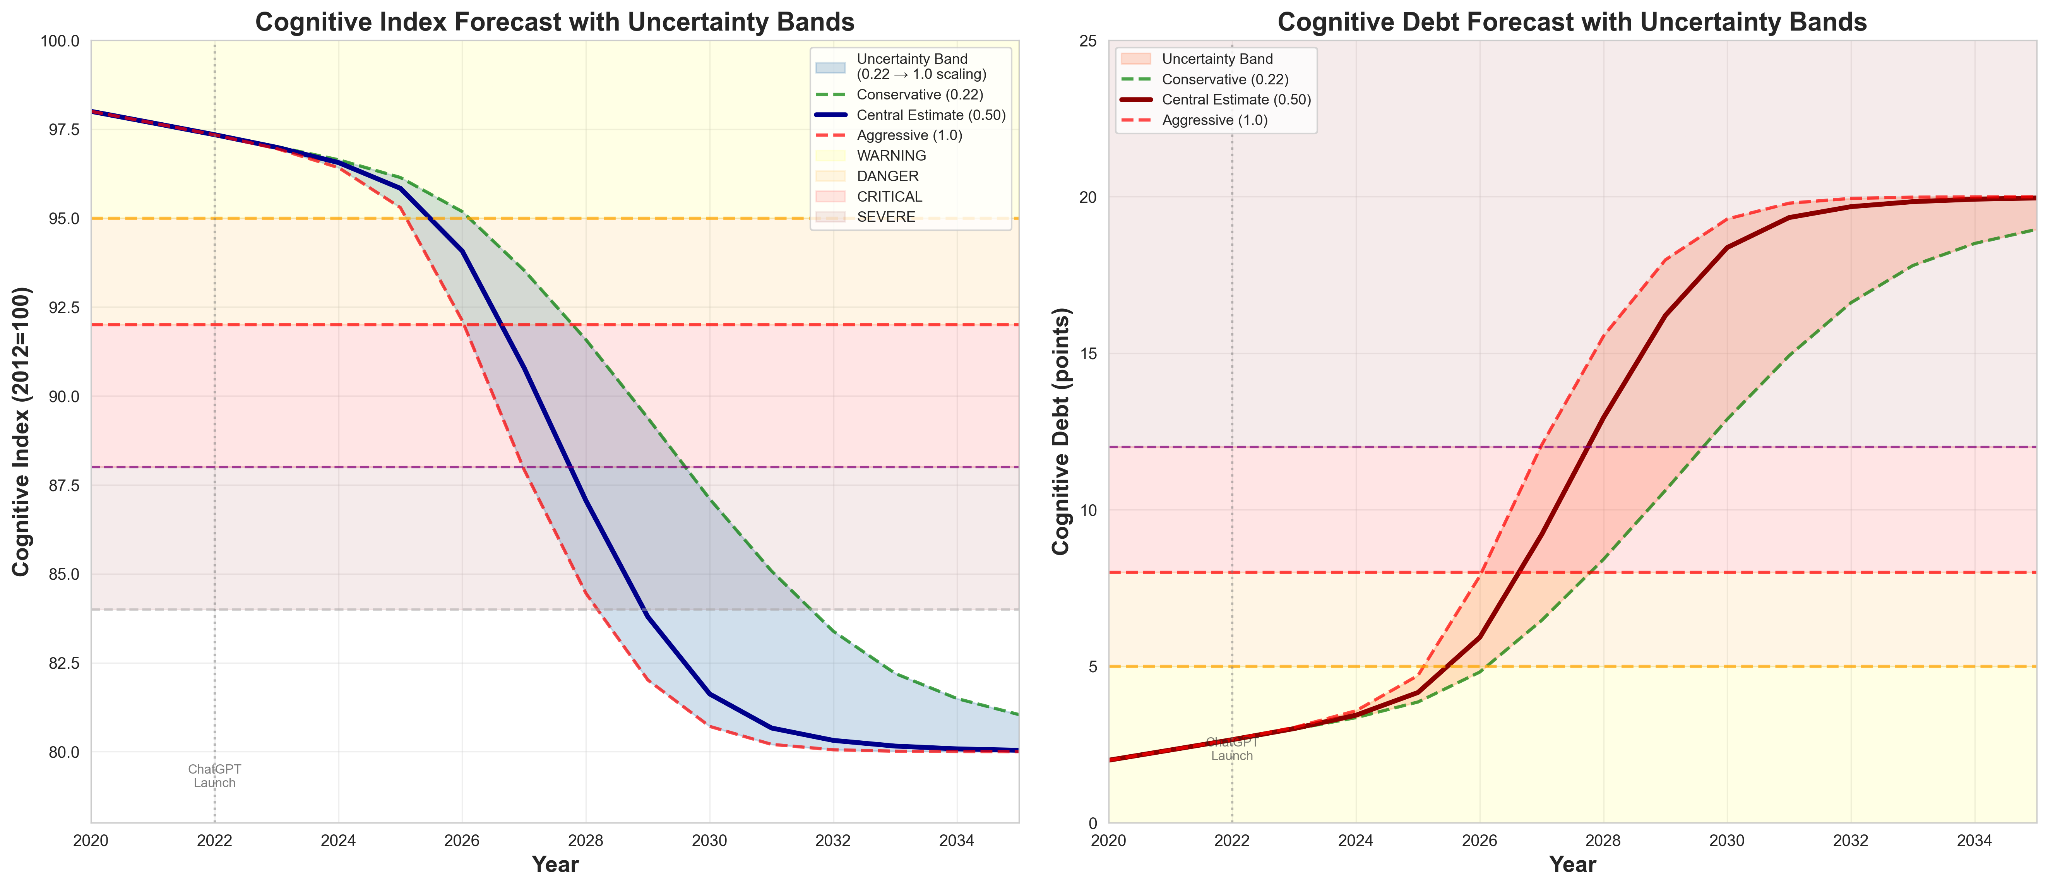 Cognitive Index Forecast with Uncertainty Bands
Cognitive Index (2012=100)
100.0
97.5
95.0
92.5
90.0
87.5
85.0
82.5
80.0
Uncertainty Band
(0.22 → 1.0 scaling)
Conservative (0.22)
Central Estimate (0.50)
Aggressive (1.0)
WARNING
DANGER
CRITICAL
SEVERE
ChatGPT
Launch
2020 2022 2024 2026 2028 2030 2032 2034
Year
Cognitive Debt Forecast with Uncertainty Bands
Cognitive Debt (points)
25
20
15
10
5
0
Uncertainty Band
Conservative (0.22)
Central Estimate (0.50)
Aggressive (1.0)
ChatGPT
Launch
2020 2022 2024 2026 2028 2030 2032 2034
Year